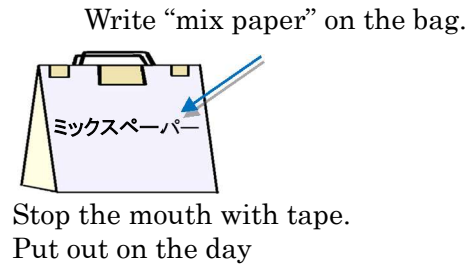 Write “mix paper” on the bag.
ミックスペーパー
Stop the mouth with tape.
Put out on the day